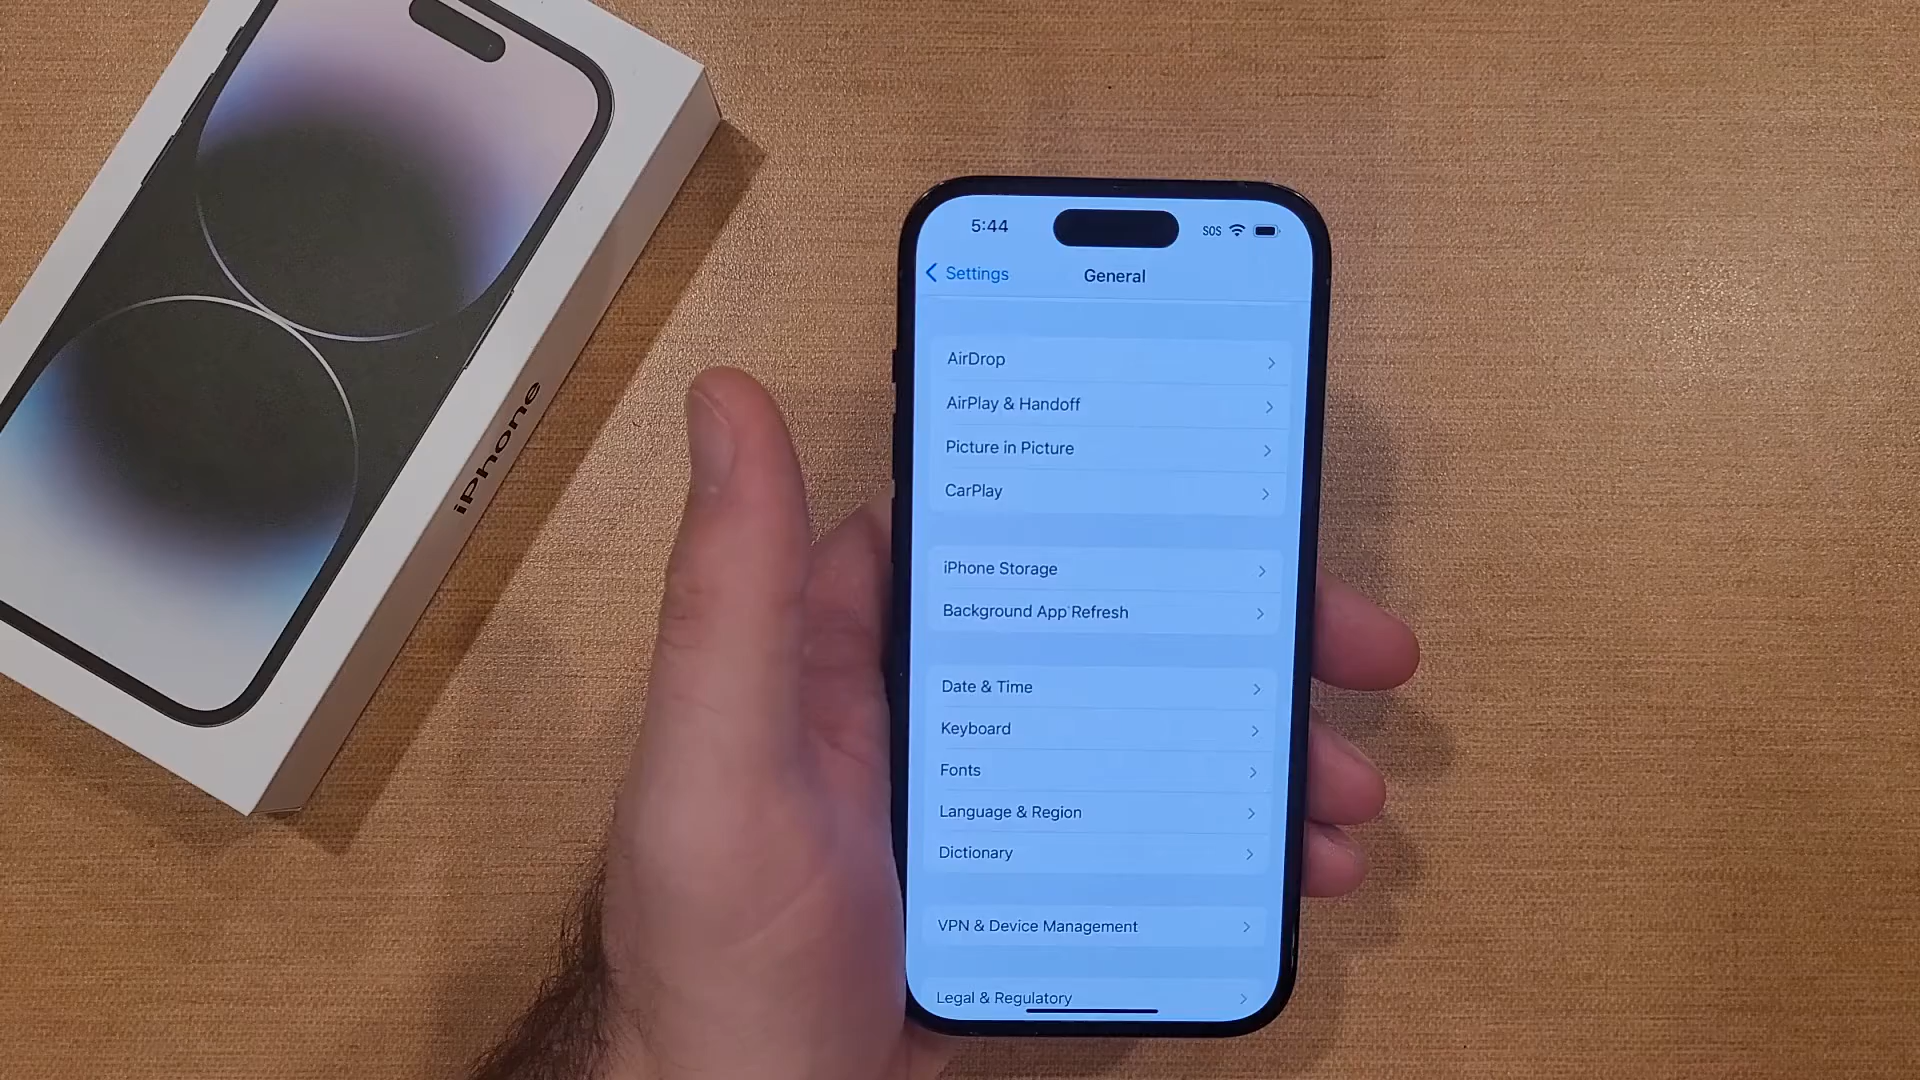 iPhone
5:44
SOS
Settings
General
AirDrop
AirPlay & Handoff
Picture in Picture
CarPlay
iPhone Storage
Background App Refresh
Date & Time
Keyboard
Fonts
Language & Region
Dictionary
VPN & Device Management
Legal & Regulatory